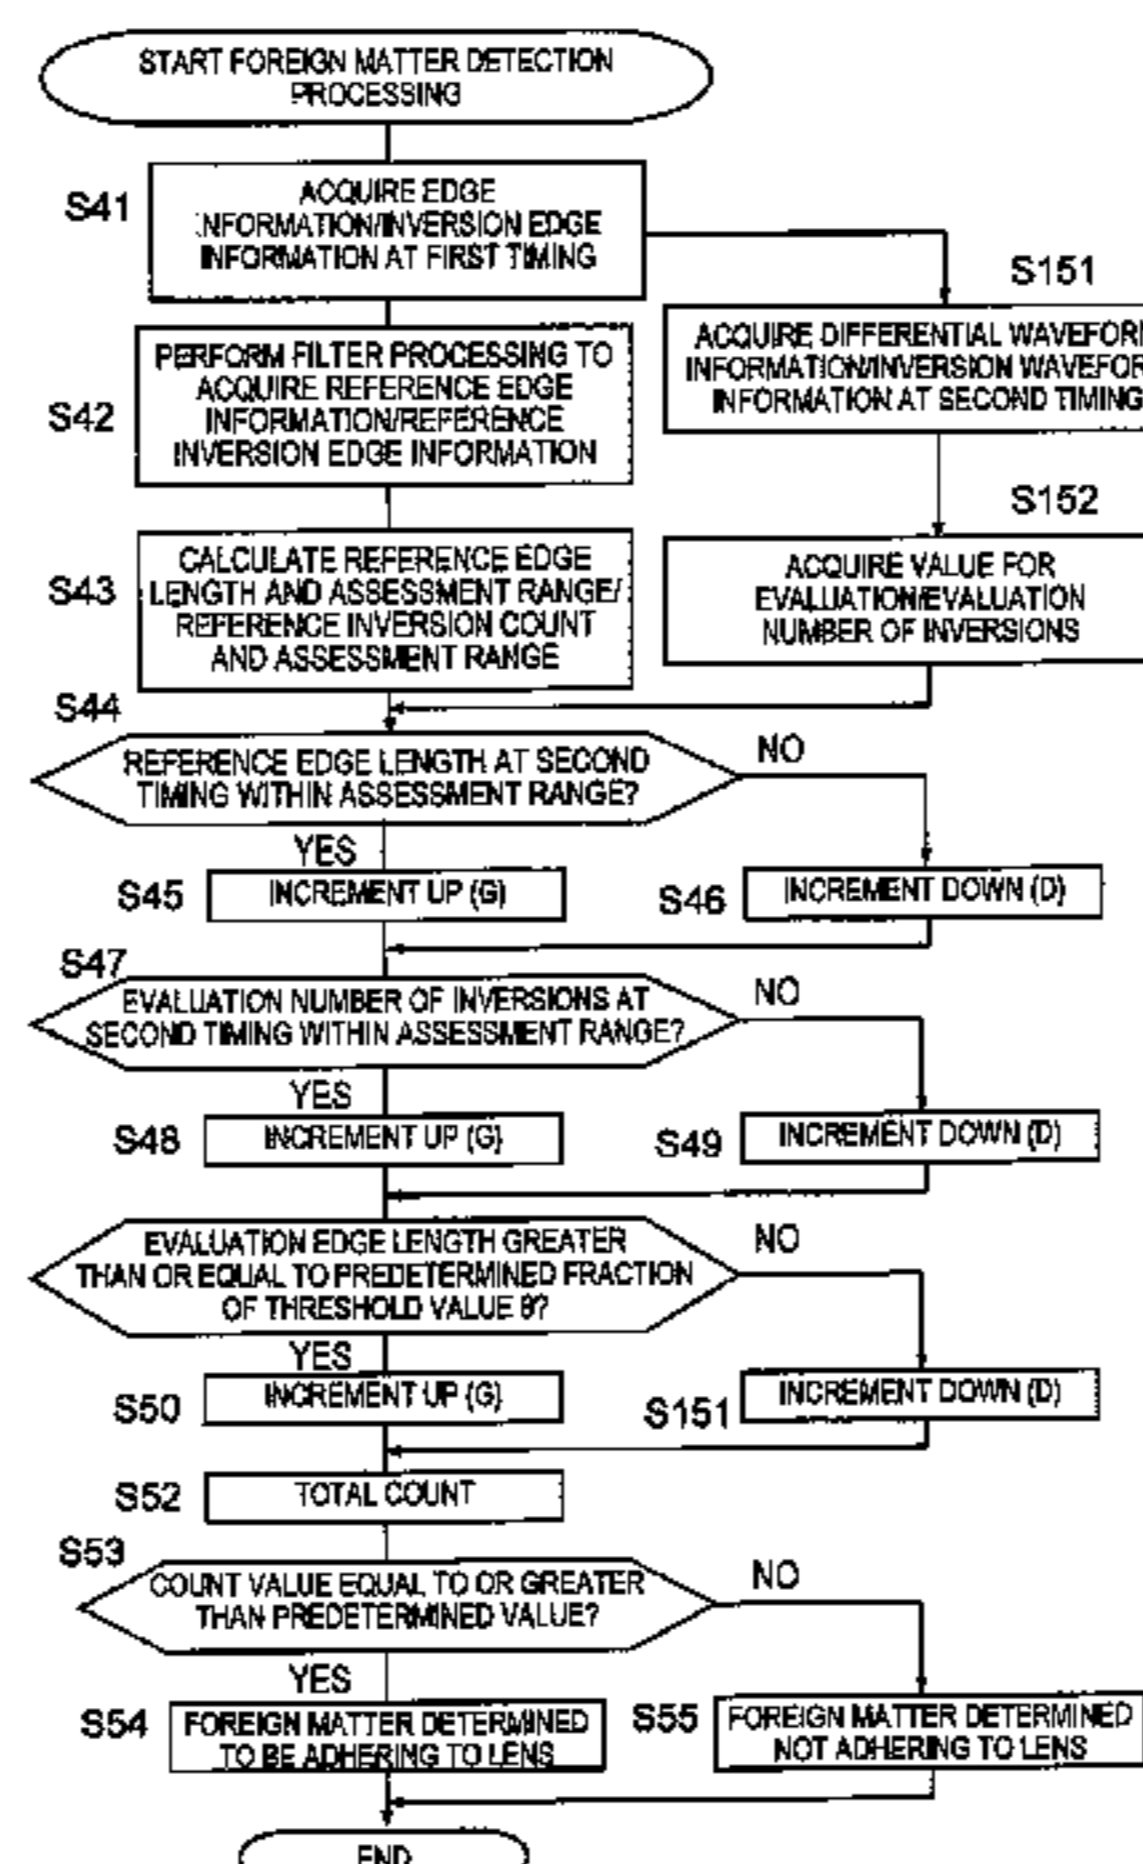 START FOREIGN MATTER DETECTION
PROCESSING
S41
ACQUIRE EDGE
INFORMATION/INVERSION EDGE
INFORMATION AT FIRST TIMING
S151
ACQUIRE DIFFERENTIAL WAVEFORM
INFORMATION/INVERSION WAVEFOR
INFORMATION AT SECOND TIMING
S42
PERFORM FILTER PROCESSING TO
ACQUIRE REFERENCE EDGE
INFORMATION/REFERENCE
INVERSION EDGE INFORMATION
S152
ACQUIRE VALUE FOR
EVALUATION/EVALUATION
NUMBER OF INVERSIONS
S43
CALCULATE REFERENCE EDGE
LENGTH AND ASSESSMENT RANGE/
REFERENCE INVERSION COUNT
AND ASSESSMENT RANGE
S44
REFERENCE EDGE LENGTH AT SECOND
TIMING WITHIN ASSESSMENT RANGE?
NO
YES
S45
INCREMENT UP (G)
S46
INCREMENT DOWN (D)
S47
EVALUATION NUMBER OF INVERSIONS AT
SECOND TIMING WITHIN ASSESSMENT RANGE?
NO
YES
S48
INCREMENT UP (G)
S49
INCREMENT DOWN (D)
EVALUATION EDGE LENGTH GREATER
THAN OR EQUAL TO PREDETERMINED FRACTION
OF THRESHOLD VALUE θ?
NO
YES
S50
INCREMENT UP (G)
S151
INCREMENT DOWN (D)
S52
TOTAL COUNT
S53
COUNT VALUE EQUAL TO OR GREATER
THAN PREDETERMINED VALUE?
NO
YES
S54
FOREIGN MATTER DETERMINED
TO BE ADHERING TO LENS
S55
FOREIGN MATTER DETERMINED
NOT ADHERING TO LENS
END